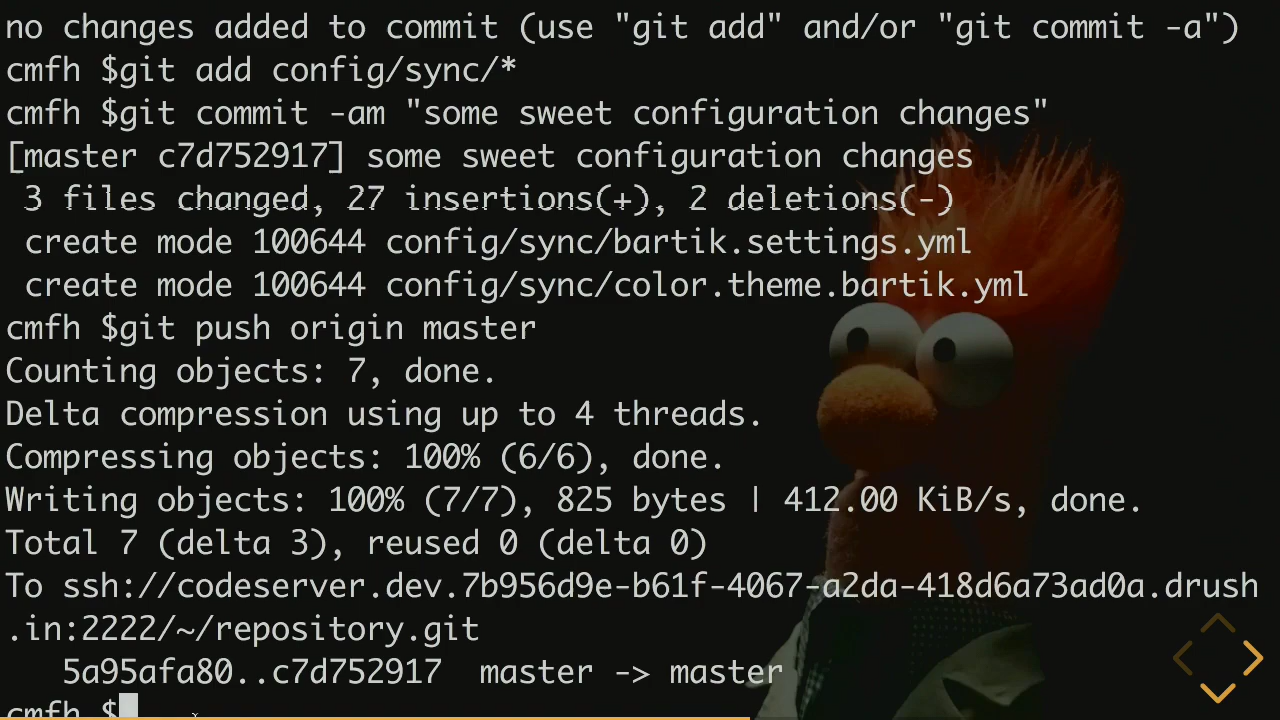 no changes added to commit (use "git add" and/or "git commit -a")
cmfh $git add config/sync/*
cmfh $git commit -am "some sweet configuration changes"
[master c7d752917] some sweet configuration changes
 3 files changed, 27 insertions(+), 2 deletions(-)
 create mode 100644 config/sync/bartik.settings.yml
 create mode 100644 config/sync/color.theme.bartik.yml
cmfh $git push origin master
Counting objects: 7, done.
Delta compression using up to 4 threads.
Compressing objects: 100% (6/6), done.
Writing objects: 100% (7/7), 825 bytes | 412.00 KiB/s, done.
Total 7 (delta 3), reused 0 (delta 0)
To ssh://codeserver.dev.7b956d9e-b61f-4067-a2da-418d6a73ad0a.drush
.in:2222/~/repository.git
   5a95afa80..c7d752917  master -> master
cmfh $